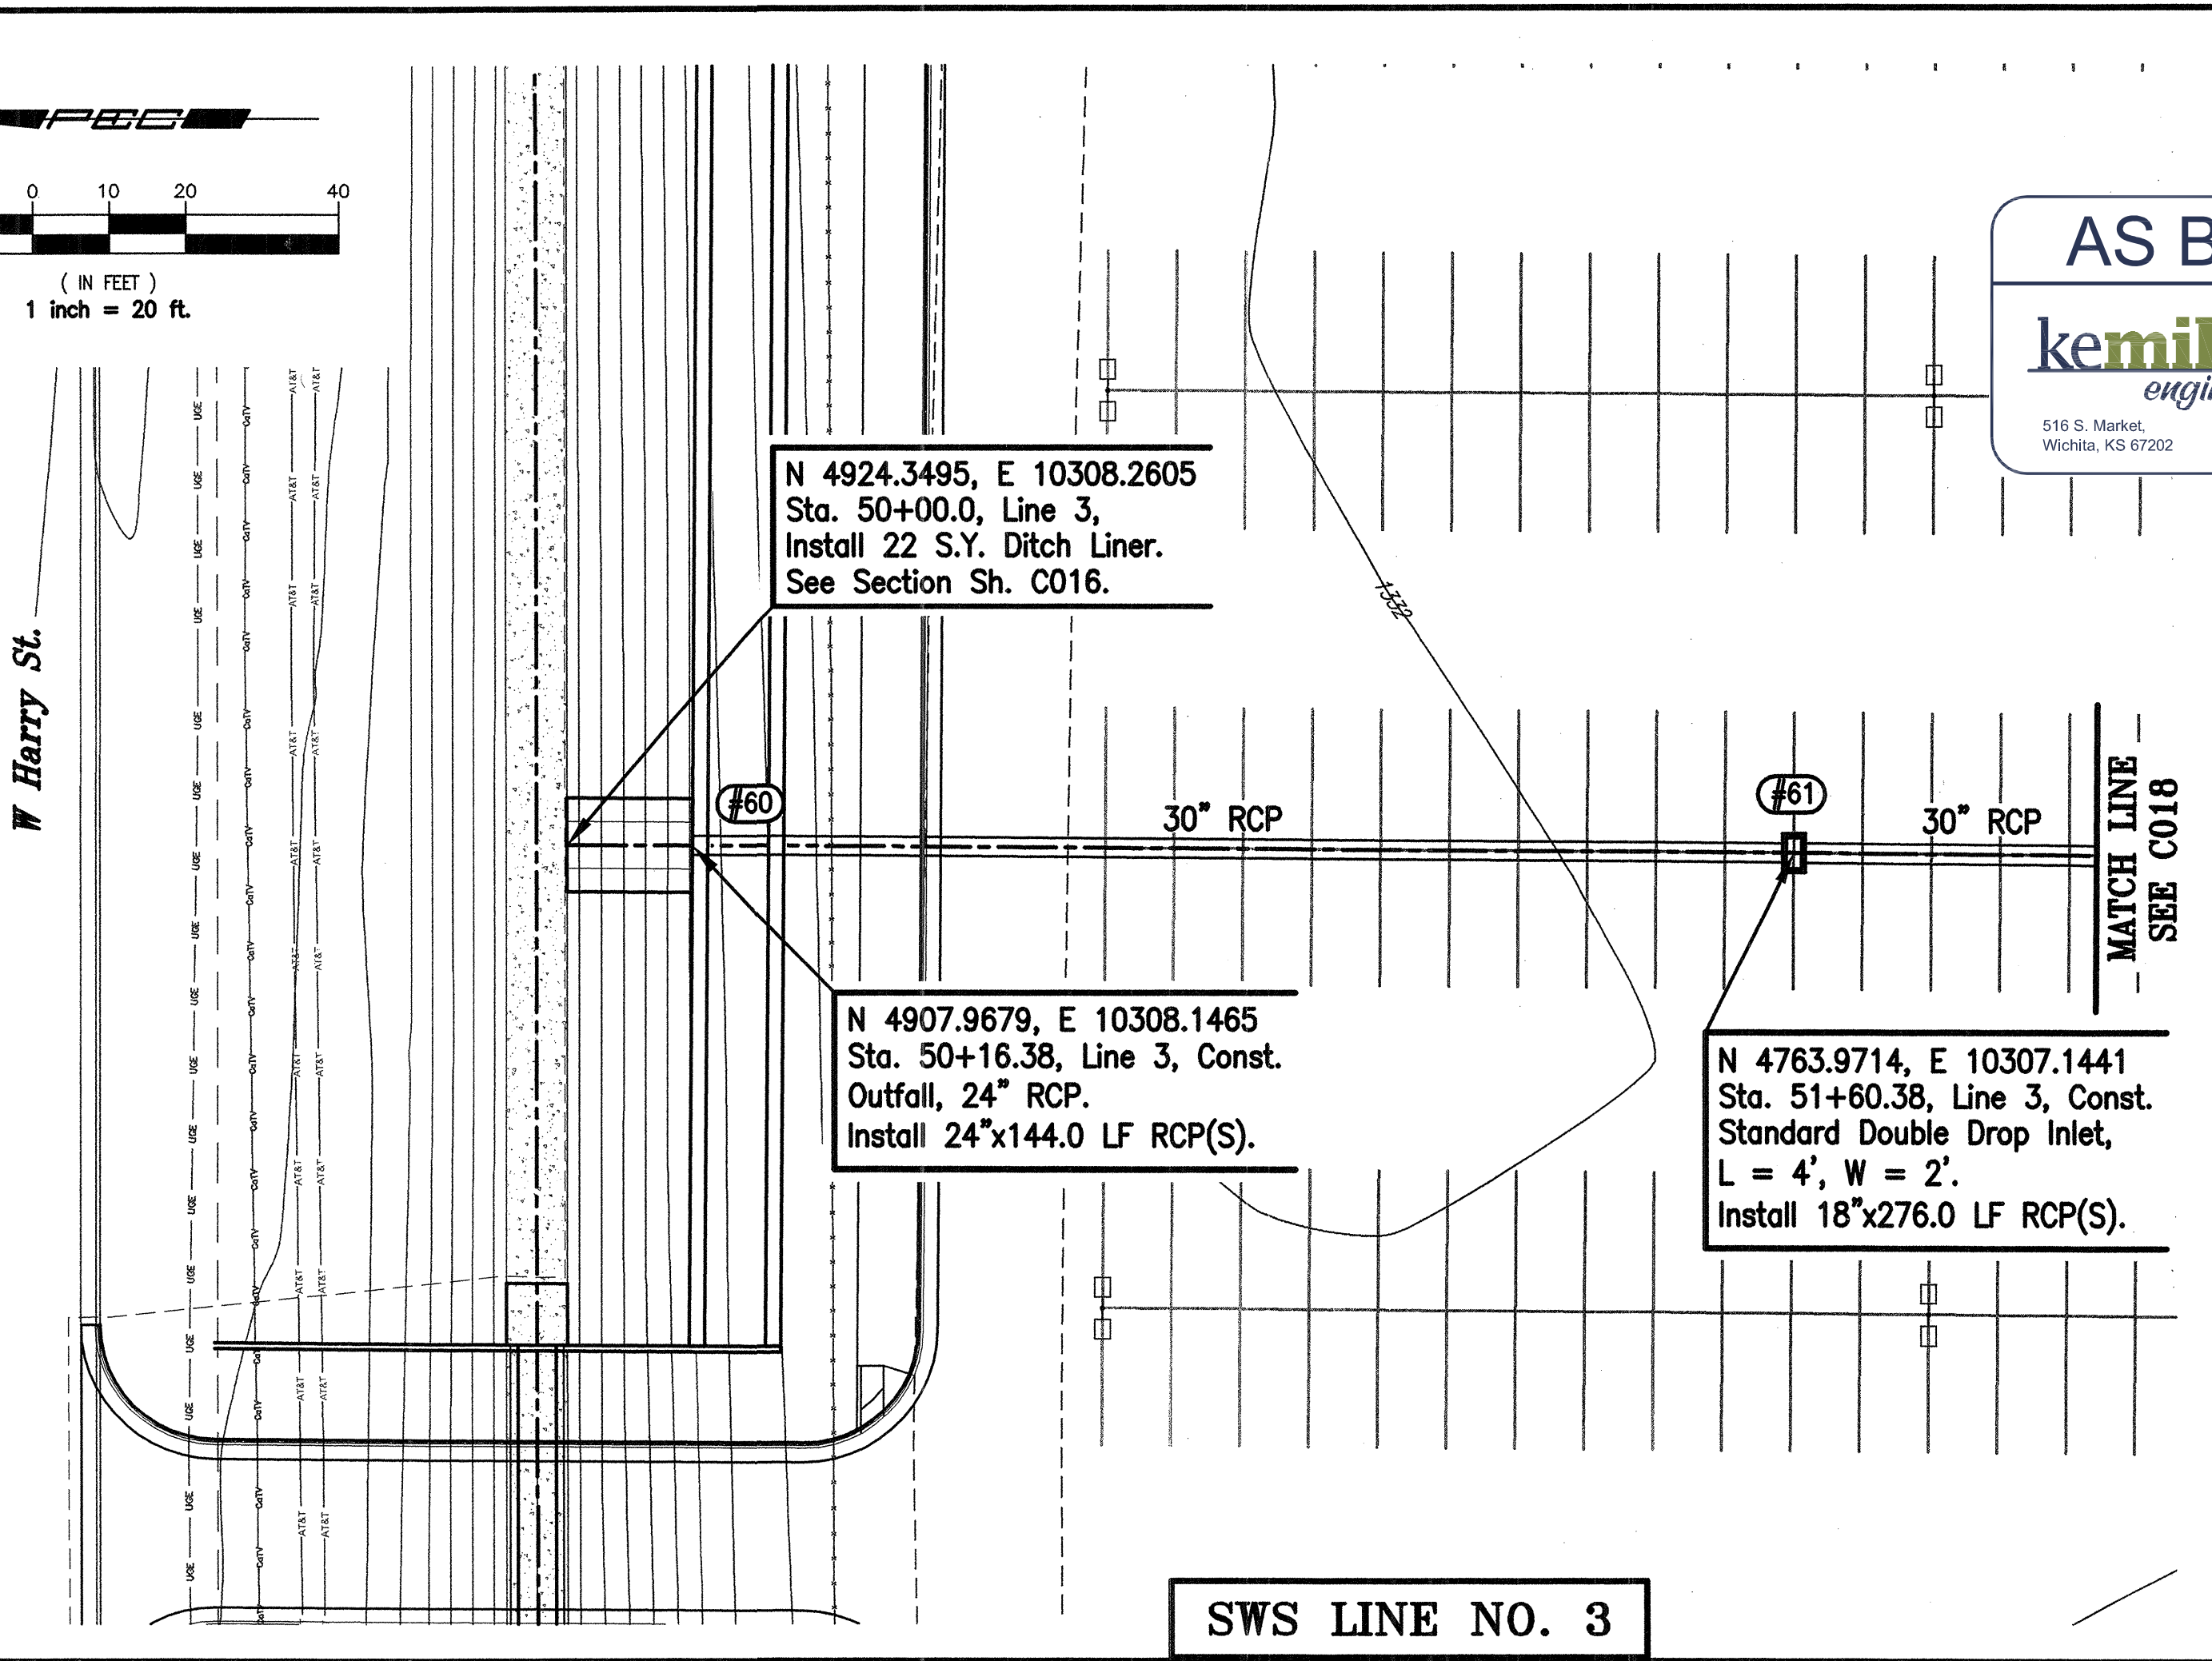 PEC
0 10 20 40
( IN FEET )
1 inch = 20 ft.
W Harry St.
AS B
kemil
engi
516 S. Market,
Wichita, KS 67202
N 4924.3495, E 10308.2605
Sta. 50+00.0, Line 3,
Install 22 S.Y. Ditch Liner.
See Section Sh. C016.
1332
#60
30" RCP
#61
30" RCP
MATCH LINE
SEE C018
N 4907.9679, E 10308.1465
Sta. 50+16.38, Line 3, Const.
Outfall, 24" RCP.
Install 24"x144.0 LF RCP(S).
N 4763.9714, E 10307.1441
Sta. 51+60.38, Line 3, Const.
Standard Double Drop Inlet,
L = 4', W = 2'.
Install 18"x276.0 LF RCP(S).
UGE
CaTV
AT&T
AT&T
SWS LINE NO. 3